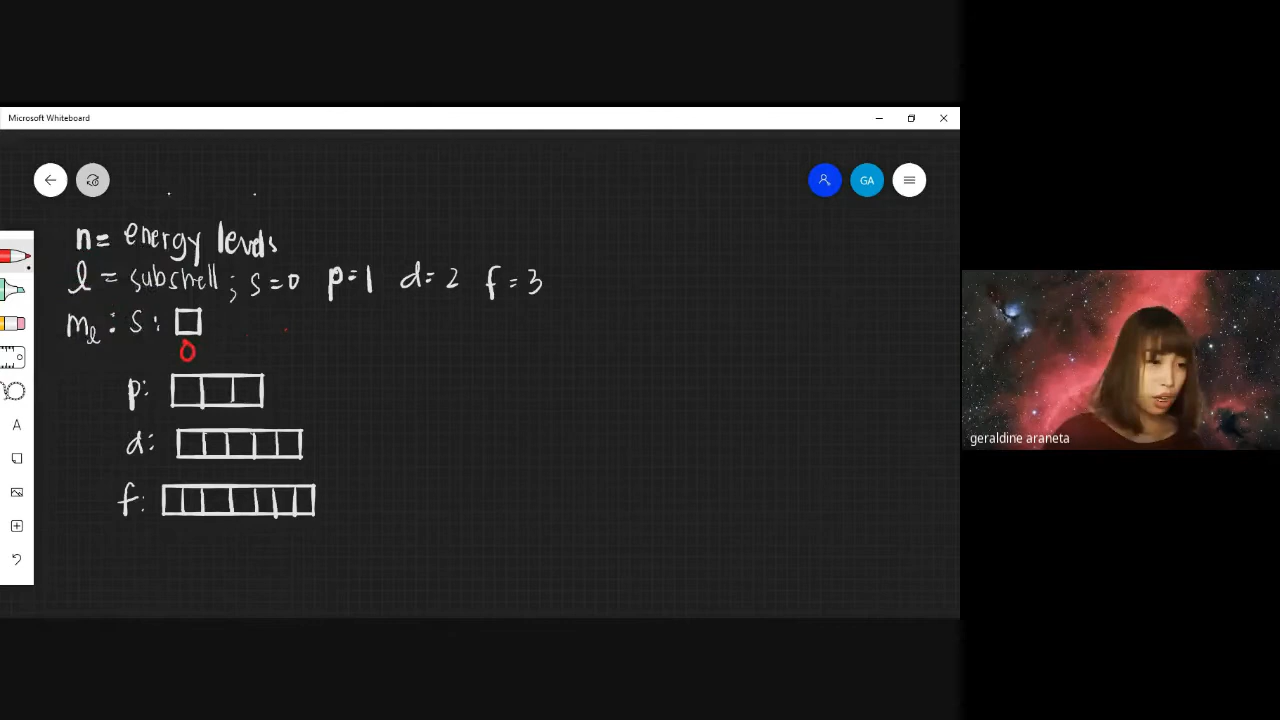 Microsoft Whiteboard
GA
n= energy levels
l = subshell ; s=0 p=1 d=2 f=3
mₗ : s :
0
p:
d:
f:
A
geraldine araneta